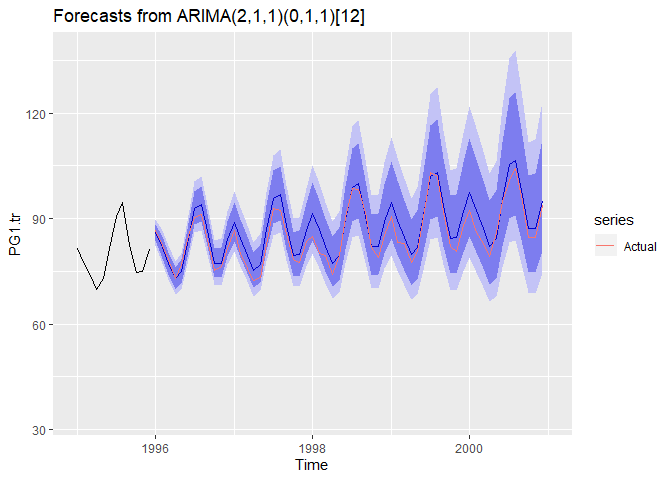 Forecasts from ARIMA(2,1,1)(0,1,1)[12]
120
90
60
30
PG1.tr
series
Actual
1996
1998
2000
Time